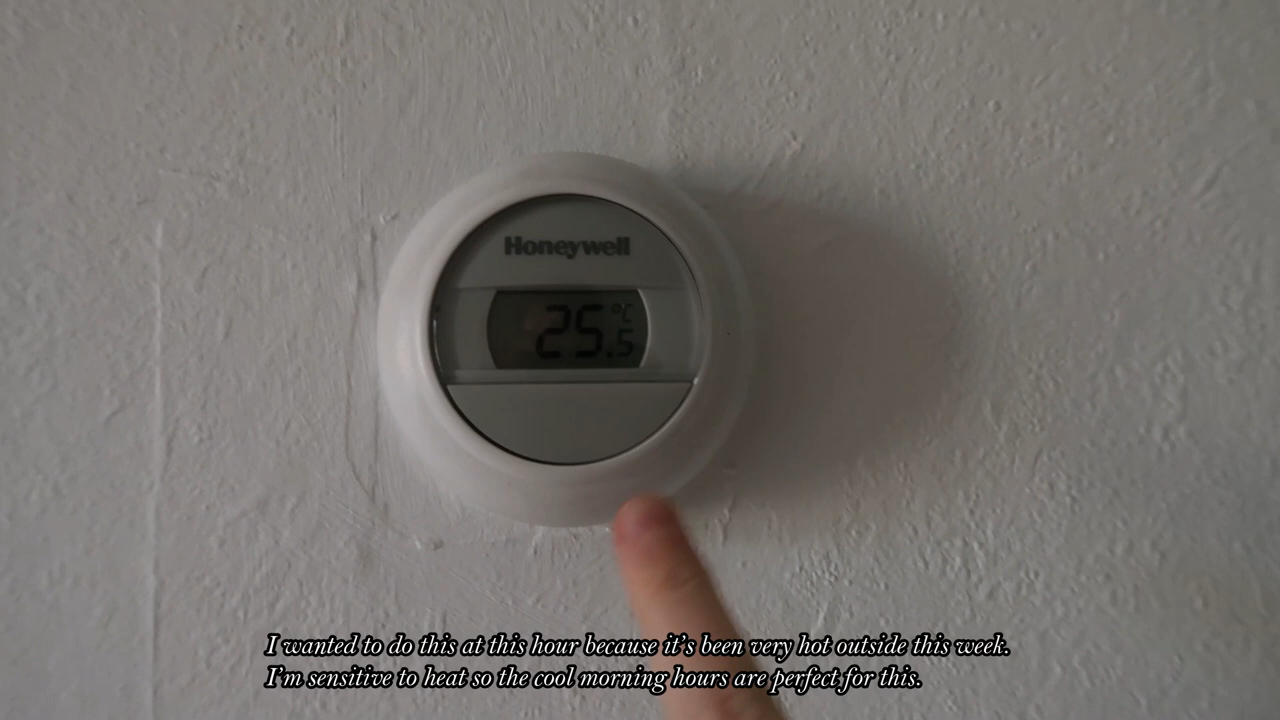 Honeywell
25.5 °C
I wanted to do this at this hour because it's been very hot outside this week.
I'm sensitive to heat so the cool morning hours are perfect for this.